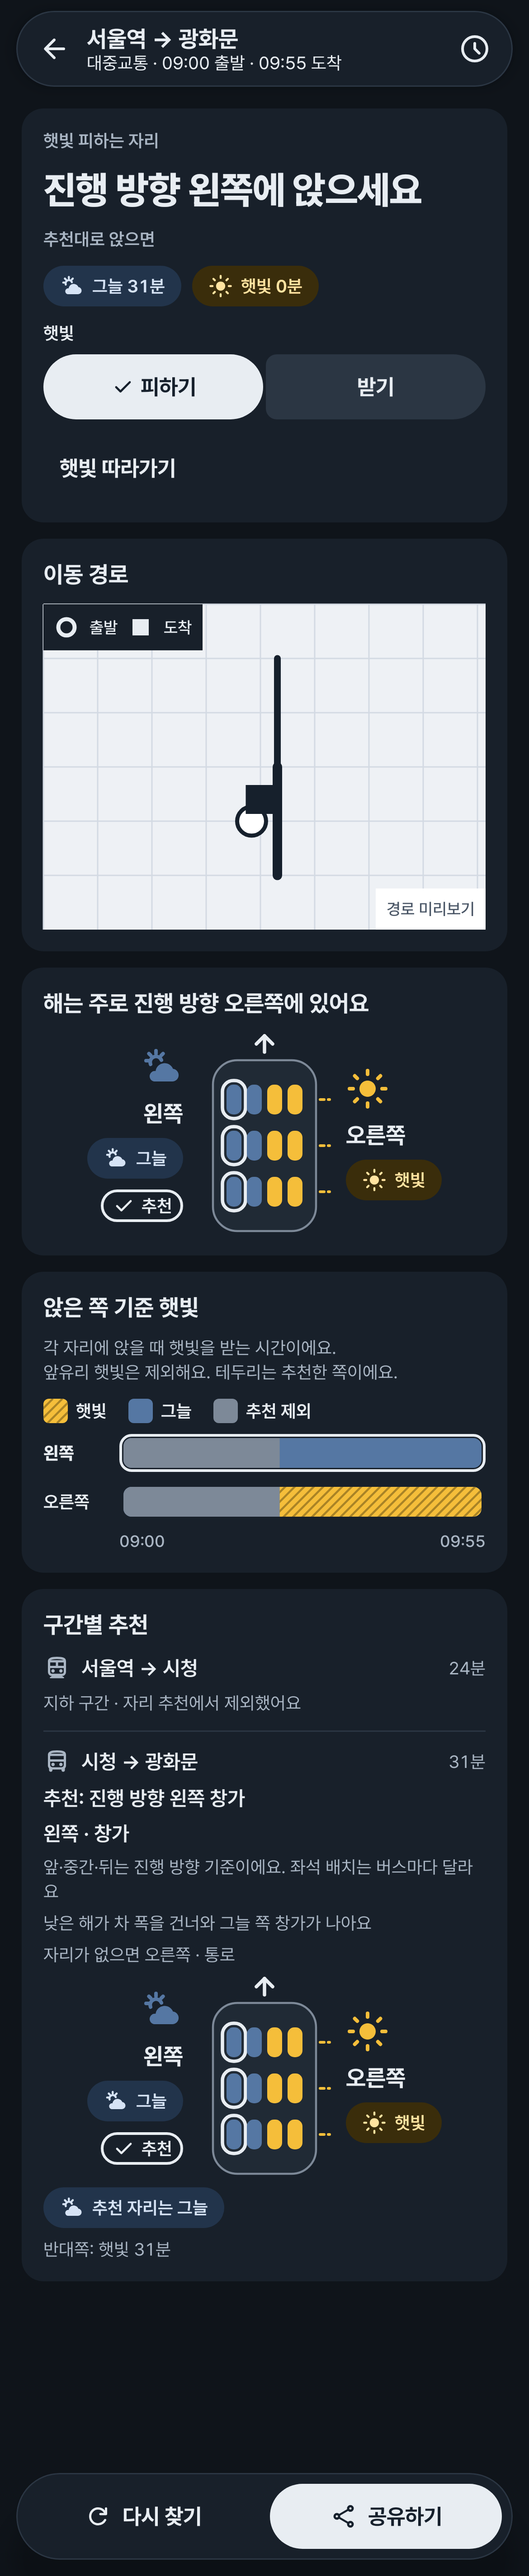 서울역 → 광화문
대중교통 · 09:00 출발 · 09:55 도착
햇빛 피하는 자리
진행 방향 왼쪽에 앉으세요
추천대로 앉으면
그늘 31분
햇빛 0분
햇빛
피하기
받기
햇빛 따라가기
이동 경로
출발
도착
경로 미리보기
해는 주로 진행 방향 오른쪽에 있어요
왼쪽
그늘
추천
오른쪽
햇빛
앉은 쪽 기준 햇빛
각 자리에 앉을 때 햇빛을 받는 시간이에요.
앞유리 햇빛은 제외해요. 테두리는 추천한 쪽이에요.
햇빛
그늘
추천 제외
왼쪽
오른쪽
09:00
09:55
구간별 추천
서울역 → 시청
24분
지하 구간 · 자리 추천에서 제외했어요
시청 → 광화문
31분
추천: 진행 방향 왼쪽 창가
왼쪽 · 창가
앞·중간·뒤는 진행 방향 기준이에요. 좌석 배치는 버스마다 달라
요
낮은 해가 차 폭을 건너와 그늘 쪽 창가가 나아요
자리가 없으면 오른쪽 · 통로
왼쪽
그늘
추천
오른쪽
햇빛
추천 자리는 그늘
반대쪽: 햇빛 31분
다시 찾기
공유하기